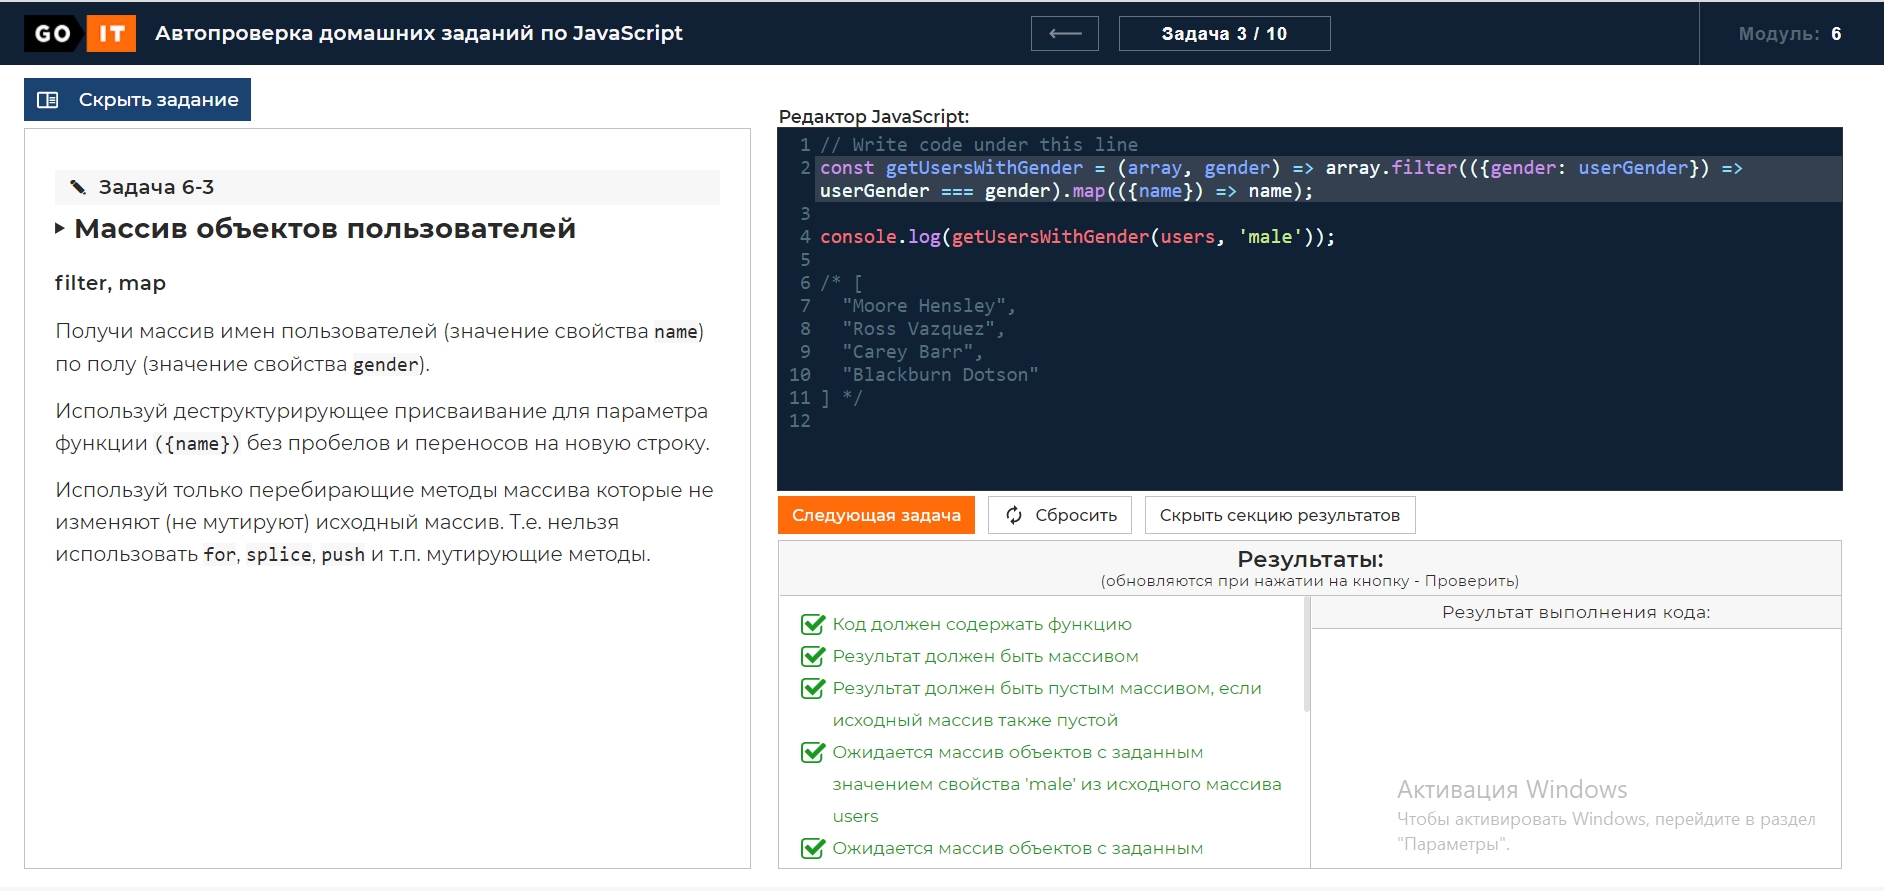 GO IT
Автопроверка домашних заданий по JavaScript
Задача 3 / 10
Модуль: 6
Скрыть задание
Задача 6-3
Массив объектов пользователей
filter, map
Получи массив имен пользователей (значение свойства name)
по полу (значение свойства gender).
Используй деструктурирующее присваивание для параметра
функции ({name}) без пробелов и переносов на новую строку.
Используй только перебирающие методы массива которые не
изменяют (не мутируют) исходный массив. Т.е. нельзя
использовать for, splice, push и т.п. мутирующие методы.
Редактор JavaScript:
1 // Write code under this line
2 const getUsersWithGender = (array, gender) => array.filter(({gender: userGender}) =>
userGender === gender).map(({name}) => name);
3
4 console.log(getUsersWithGender(users, 'male'));
5
6 /* [
7   "Moore Hensley",
8   "Ross Vazquez",
9   "Carey Barr",
10   "Blackburn Dotson"
11 ] */
12
Следующая задача
Сбросить
Скрыть секцию результатов
Результаты:
(обновляются при нажатии на кнопку - Проверить)
Код должен содержать функцию
Результат должен быть массивом
Результат должен быть пустым массивом, если
исходный массив также пустой
Ожидается массив объектов с заданным
значением свойства 'male' из исходного массива
users
Ожидается массив объектов с заданным
Результат выполнения кода:
Активация Windows
Чтобы активировать Windows, перейдите в раздел
"Параметры".